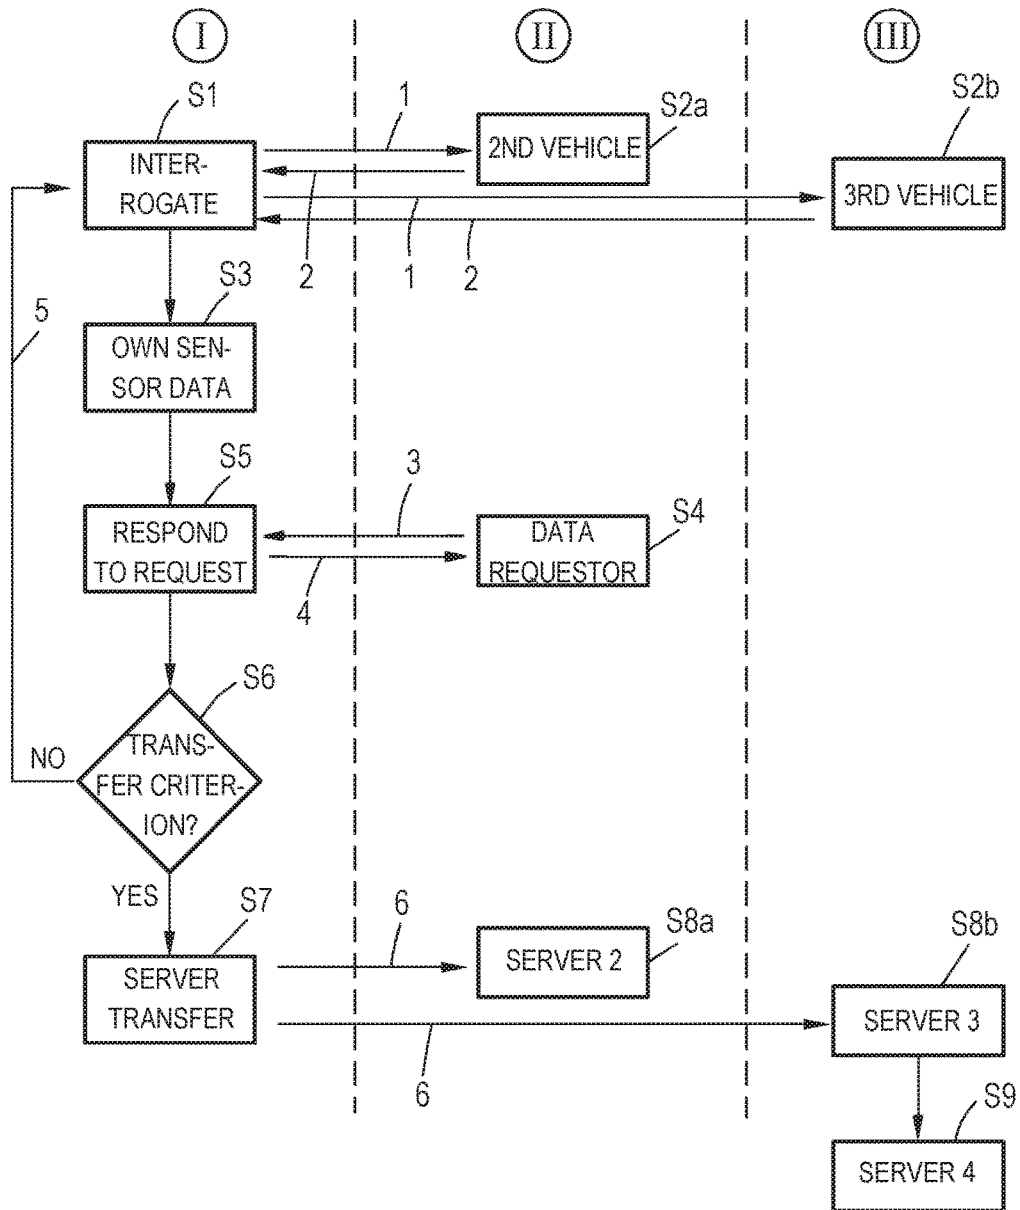 I
II
III
S1
1
S2a
S2b
INTER-
ROGATE
2ND VEHICLE
3RD VEHICLE
2
1
2
5
S3
OWN SEN-
SOR DATA
S5
3
S4
RESPOND
TO REQUEST
DATA
REQUESTOR
4
S6
NO
TRANS-
FER CRITER-
ION?
YES
S7
6
S8a
S8b
SERVER
TRANSFER
SERVER 2
SERVER 3
6
S9
SERVER 4